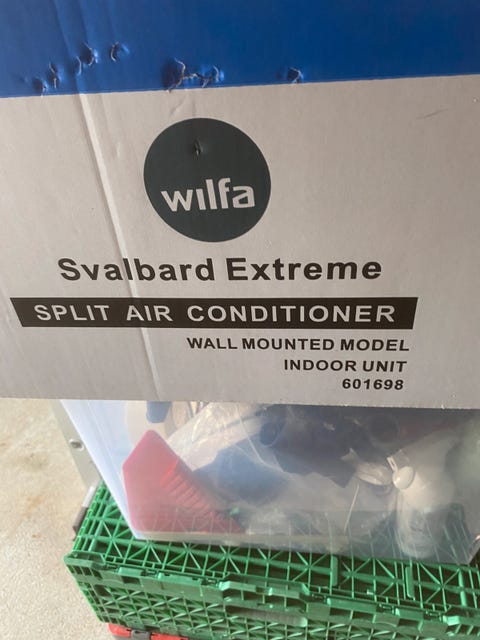 wilfa
Svalbard Extreme
SPLIT AIR CONDITIONER
WALL MOUNTED MODEL
INDOOR UNIT
601698